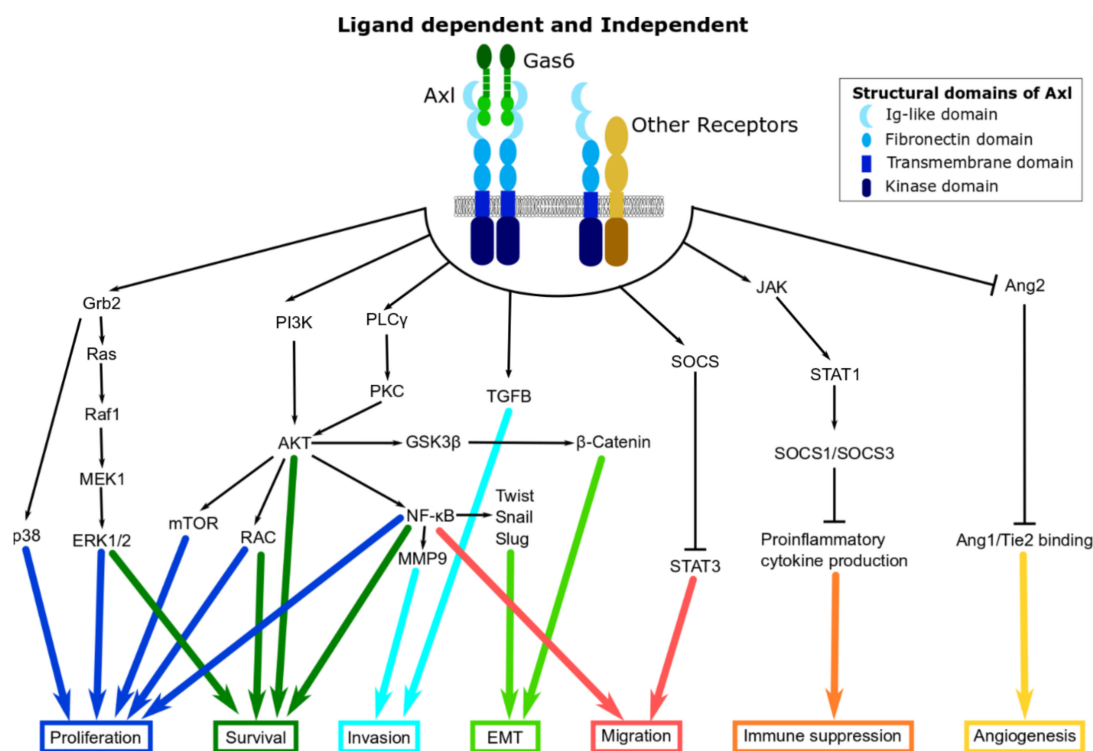 Ligand dependent and Independent
Gas6
Axl
Other Receptors
Structural domains of Axl
Ig-like domain
Fibronectin domain
Transmembrane domain
Kinase domain
Grb2
PI3K
PLCγ
JAK
Ang2
Ras
SOCS
STAT1
Raf1
PKC
TGFB
AKT
GSK3β
β-Catenin
SOCS1/SOCS3
MEK1
p38
ERK1/2
mTOR
RAC
NF-κB
Twist
Snail
Slug
MMP9
STAT3
Proinflammatory
cytokine production
Ang1/Tie2 binding
Proliferation
Survival
Invasion
EMT
Migration
Immune suppression
Angiogenesis